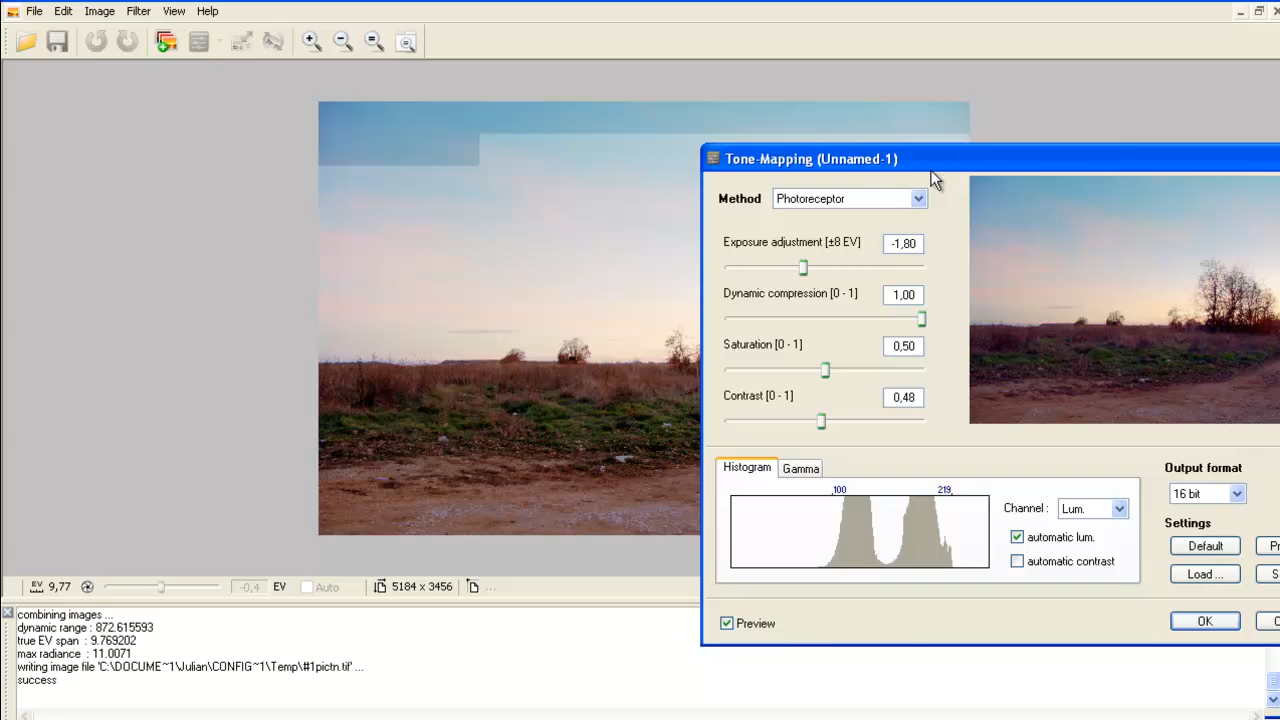 File Edit Image Filter View Help
Tone-Mapping (Unnamed-1)
Method Photoreceptor
Exposure adjustment [±8 EV] -1,80
Dynamic compression [0 - 1] 1,00
Saturation [0 - 1] 0,50
Contrast [0 - 1] 0,48
Histogram Gamma
100 219
Channel : Lum.
automatic lum.
automatic contrast
Output format
16 bit
Settings
Default
Load ...
Preview
OK
EV 9,77 -0,4 EV Auto 5184 x 3456 ...
combining images ...
dynamic range : 872.615593
true EV span : 9.769202
max radiance : 11.0071
writing image file 'C:\DOCUME~1\Julian\CONFIG~1\Temp\#1pictn.tif' ...
success